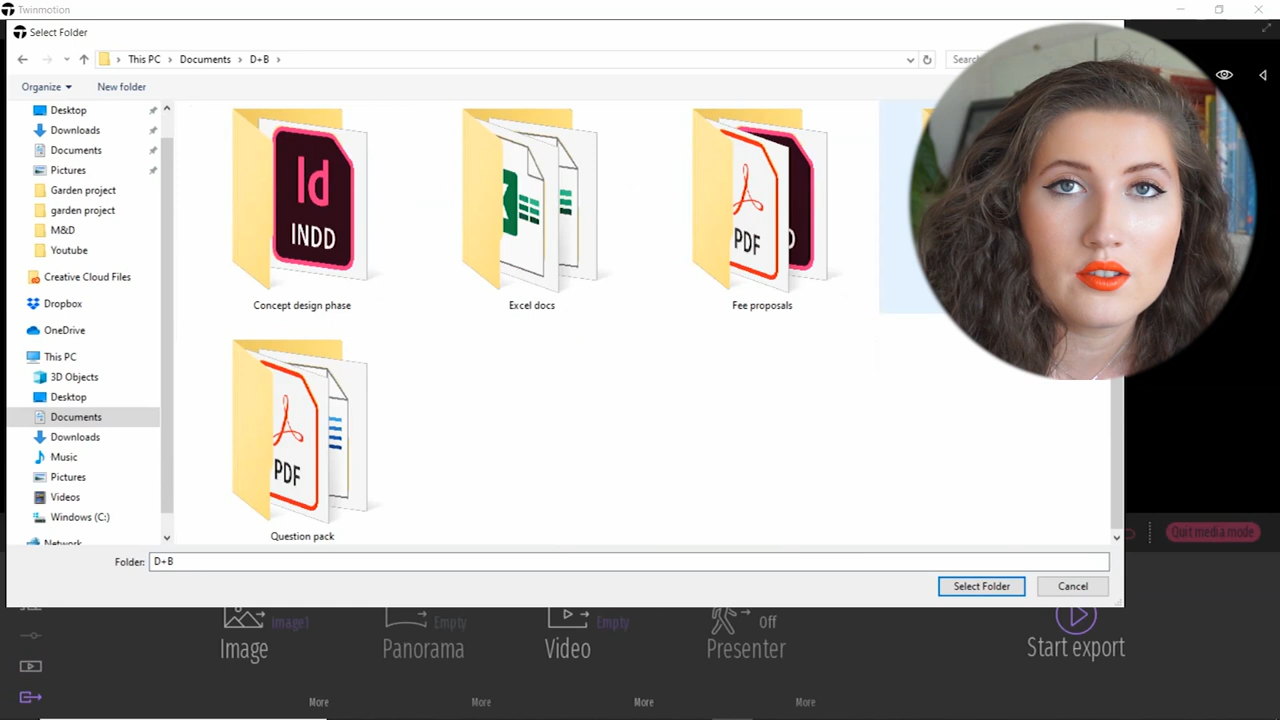 Twinmotion
Select Folder
This PC > Documents > D+B >
Organize
New folder
Desktop
Downloads
Documents
Pictures
Garden project
garden project
M&D
Youtube
Creative Cloud Files
Dropbox
OneDrive
This PC
3D Objects
Desktop
Documents
Downloads
Music
Pictures
Videos
Windows (C:)
Network
Id
INDD
Concept design phase
Excel docs
PDF
Fee proposals
PDF
Question pack
Folder: D+B
Select Folder
Cancel
Quit media mode
Image1
Image
More
Empty
Panorama
More
Empty
Video
More
Off
Presenter
More
Start export